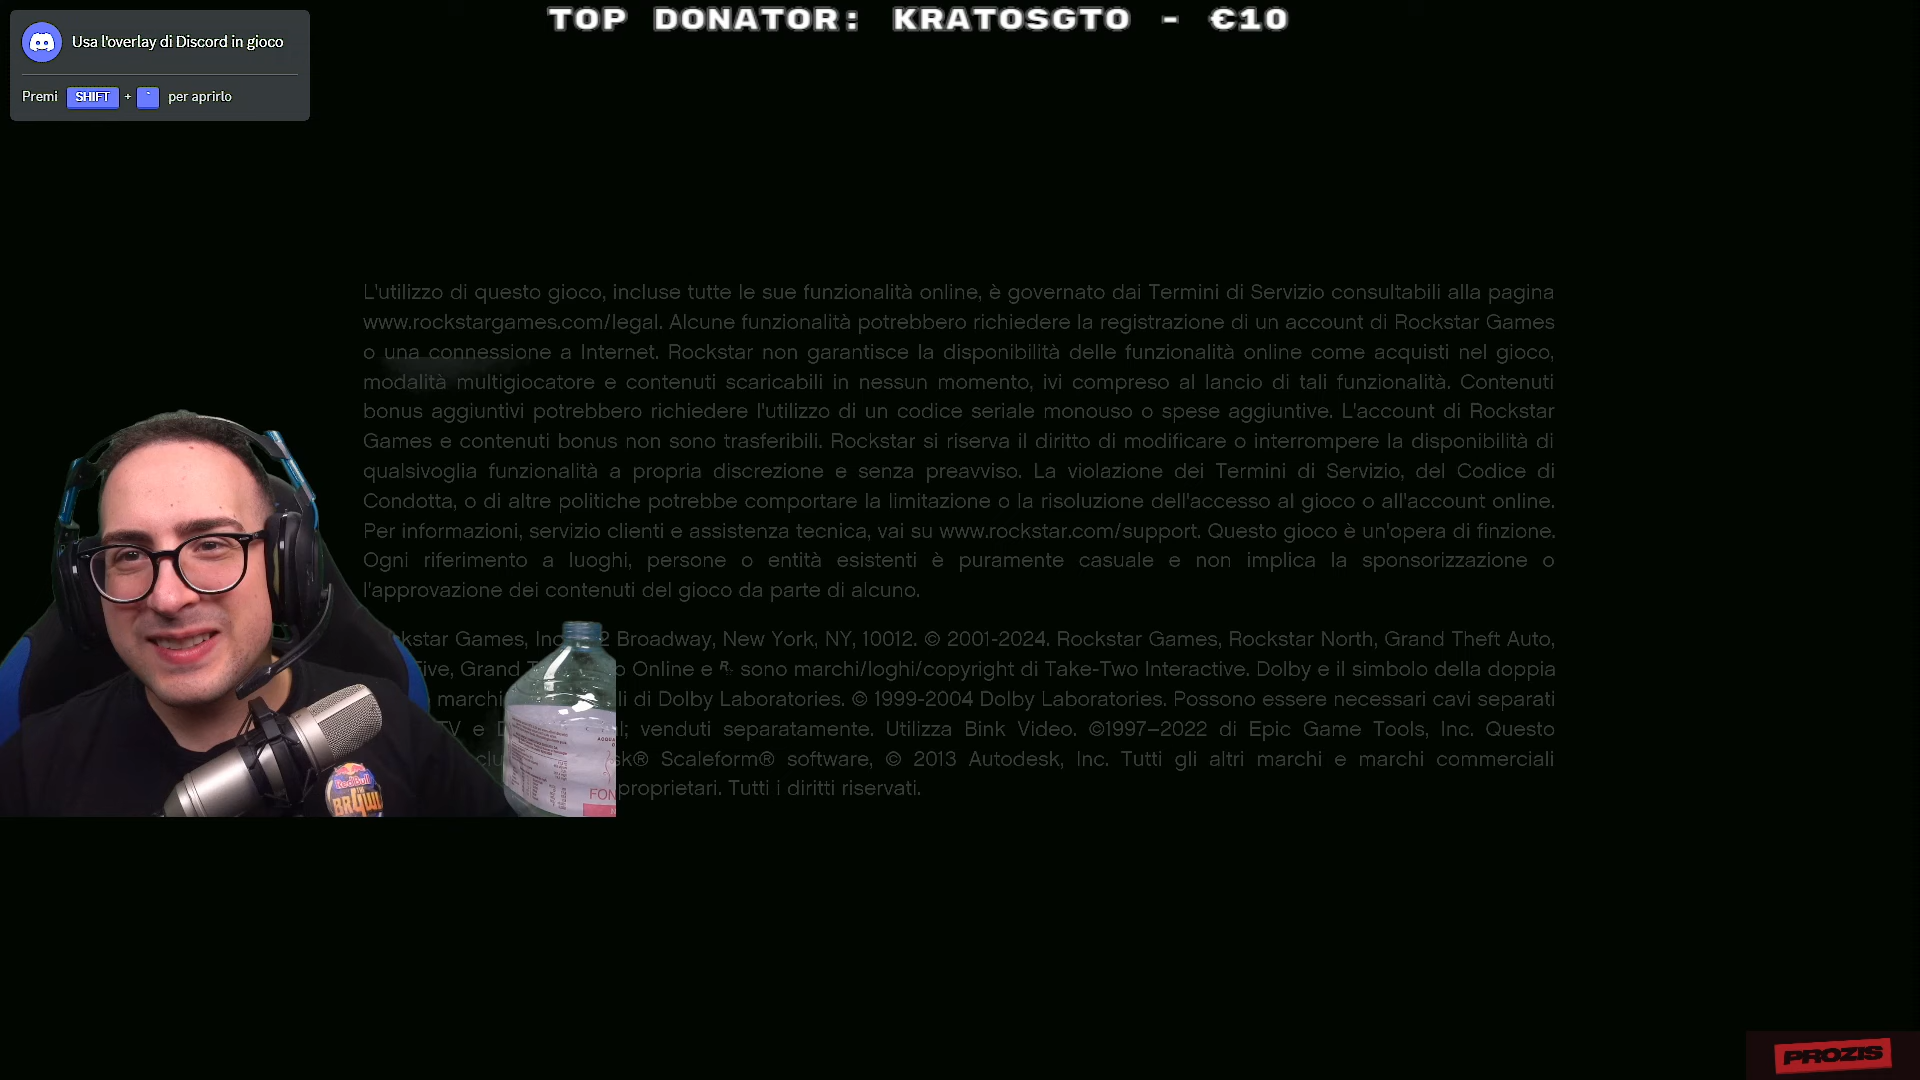 TOP DONATOR: KRATOSGTO - €10
Usa l'overlay di Discord in gioco
Premi SHIFT + ` per aprirlo
L'utilizzo di questo gioco, incluse tutte le sue funzionalità online, è governato dai Termini di Servizio consultabili alla pagina
www.rockstargames.com/legal. Alcune funzionalità potrebbero richiedere la registrazione di un account di Rockstar Games
o una connessione a Internet. Rockstar non garantisce la disponibilità delle funzionalità online come acquisti nel gioco,
modalità multigiocatore e contenuti scaricabili in nessun momento, ivi compreso al lancio di tali funzionalità. Contenuti
bonus aggiuntivi potrebbero richiedere l'utilizzo di un codice seriale monouso o spese aggiuntive. L'account di Rockstar
Games e contenuti bonus non sono trasferibili. Rockstar si riserva il diritto di modificare o interrompere la disponibilità di
qualsivoglia funzionalità a propria discrezione e senza preavviso. La violazione dei Termini di Servizio, del Codice di
Condotta, o di altre politiche potrebbe comportare la limitazione o la risoluzione dell'accesso al gioco o all'account online.
Per informazioni, servizio clienti e assistenza tecnica, vai su www.rockstar.com/support. Questo gioco è un'opera di finzione.
Ogni riferimento a luoghi, persone o entità esistenti è puramente casuale e non implica la sponsorizzazione o
l'approvazione dei contenuti del gioco da parte di alcuno.
kstar Games, Inc 2 Broadway, New York, NY, 10012. © 2001-2024. Rockstar Games, Rockstar North, Grand Theft Auto,
ive, Grand T o Online e R sono marchi/loghi/copyright di Take-Two Interactive. Dolby e il simbolo della doppia
marchi li di Dolby Laboratories. © 1999-2004 Dolby Laboratories. Possono essere necessari cavi separati
V e D l; venduti separatamente. Utilizza Bink Video. ©1997–2022 di Epic Game Tools, Inc. Questo
clu sk® Scaleform® software, © 2013 Autodesk, Inc. Tutti gli altri marchi e marchi commerciali
proprietari. Tutti i diritti riservati.
RedBull
FON
PROZIS